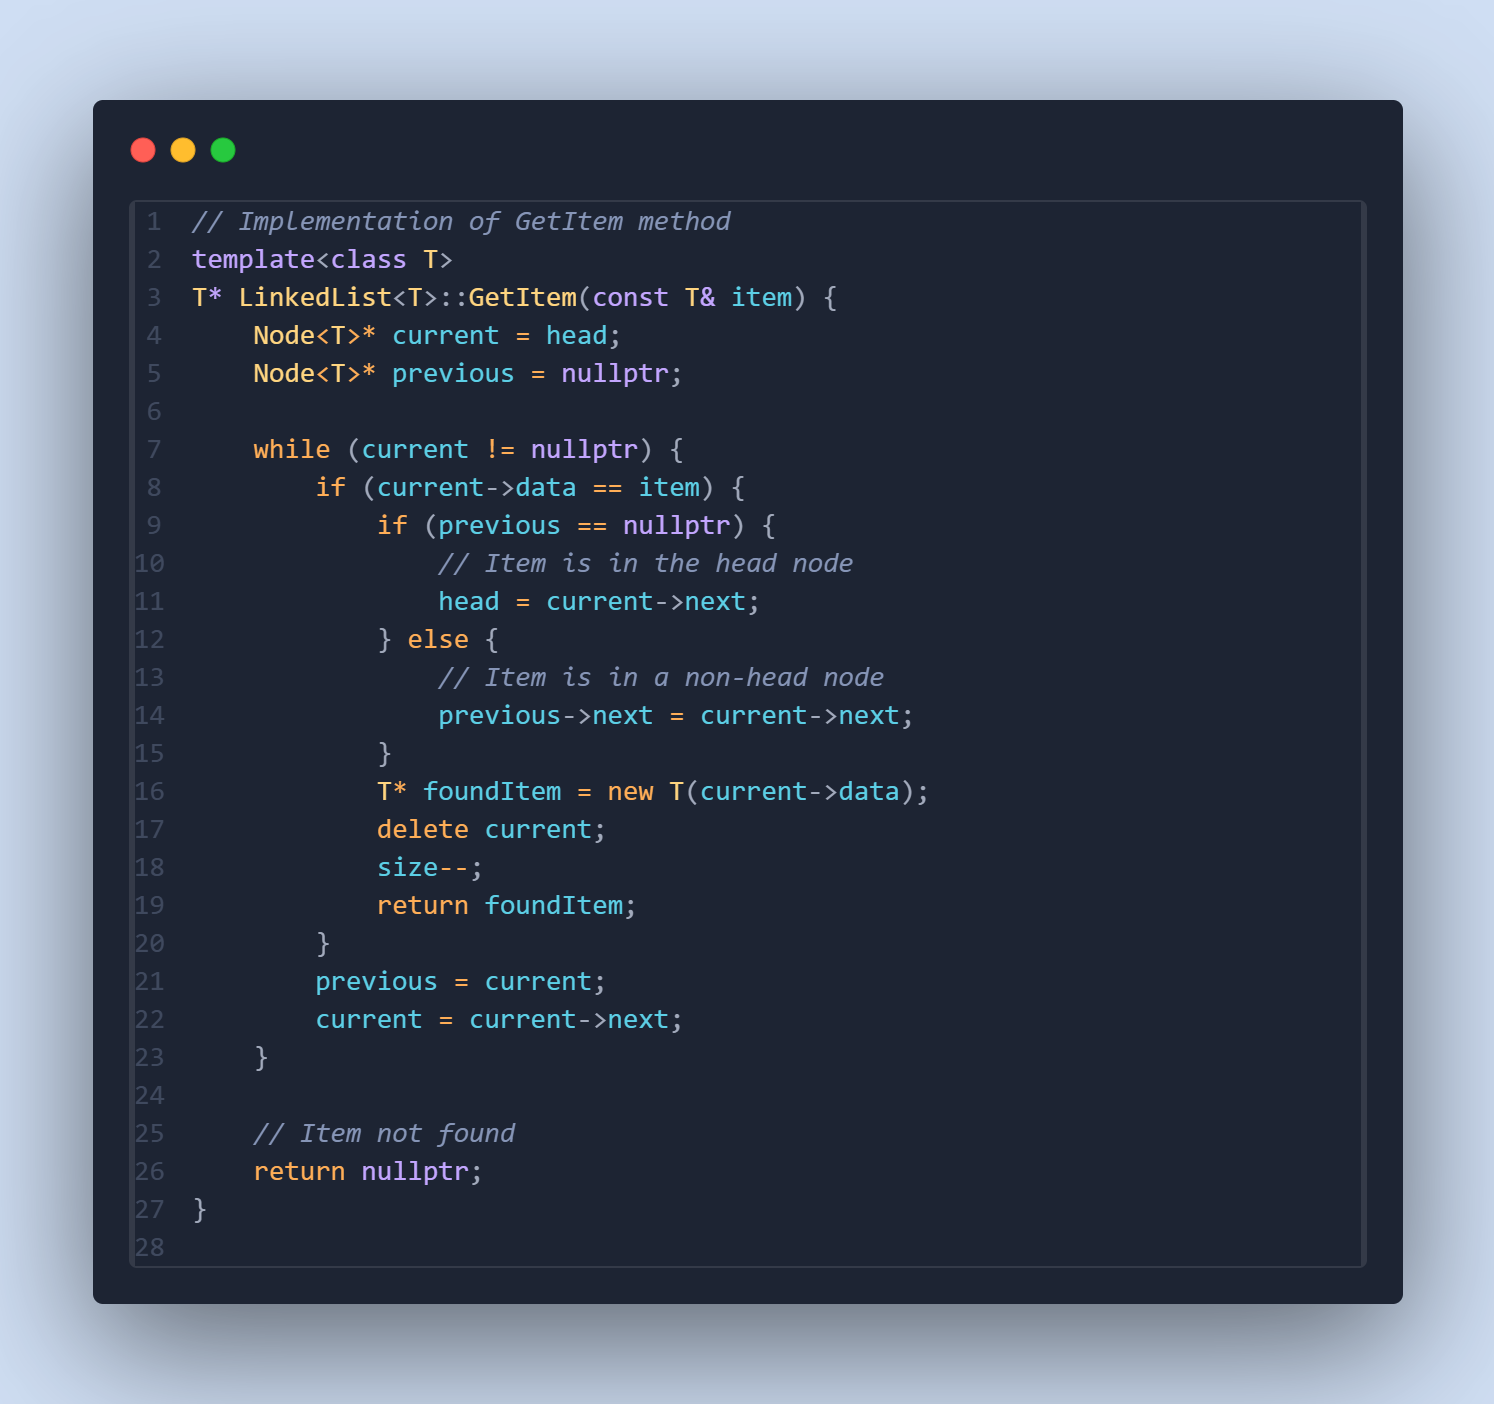 1 // Implementation of GetItem method
2 template<class T>
3 T* LinkedList<T>::GetItem(const T& item) {
4     Node<T>* current = head;
5     Node<T>* previous = nullptr;
6
7     while (current != nullptr) {
8         if (current->data == item) {
9             if (previous == nullptr) {
10                 // Item is in the head node
11                 head = current->next;
12             } else {
13                 // Item is in a non-head node
14                 previous->next = current->next;
15             }
16             T* foundItem = new T(current->data);
17             delete current;
18             size--;
19             return foundItem;
20         }
21         previous = current;
22         current = current->next;
23     }
24
25     // Item not found
26     return nullptr;
27 }
28